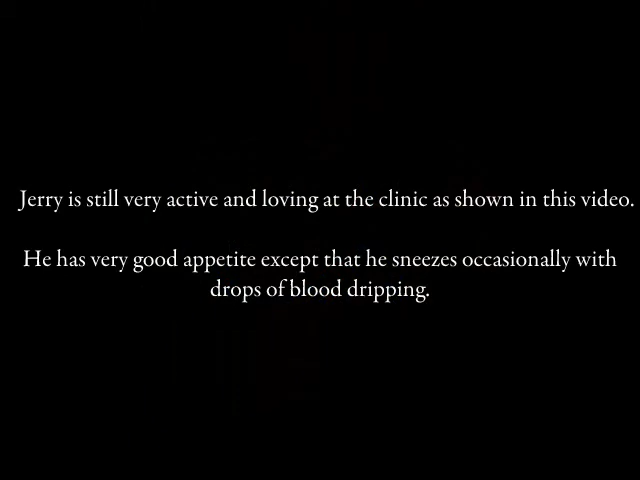 Jerry is still very active and loving at the clinic as shown in this video.
He has very good appetite except that he sneezes occasionally with
drops of blood dripping.